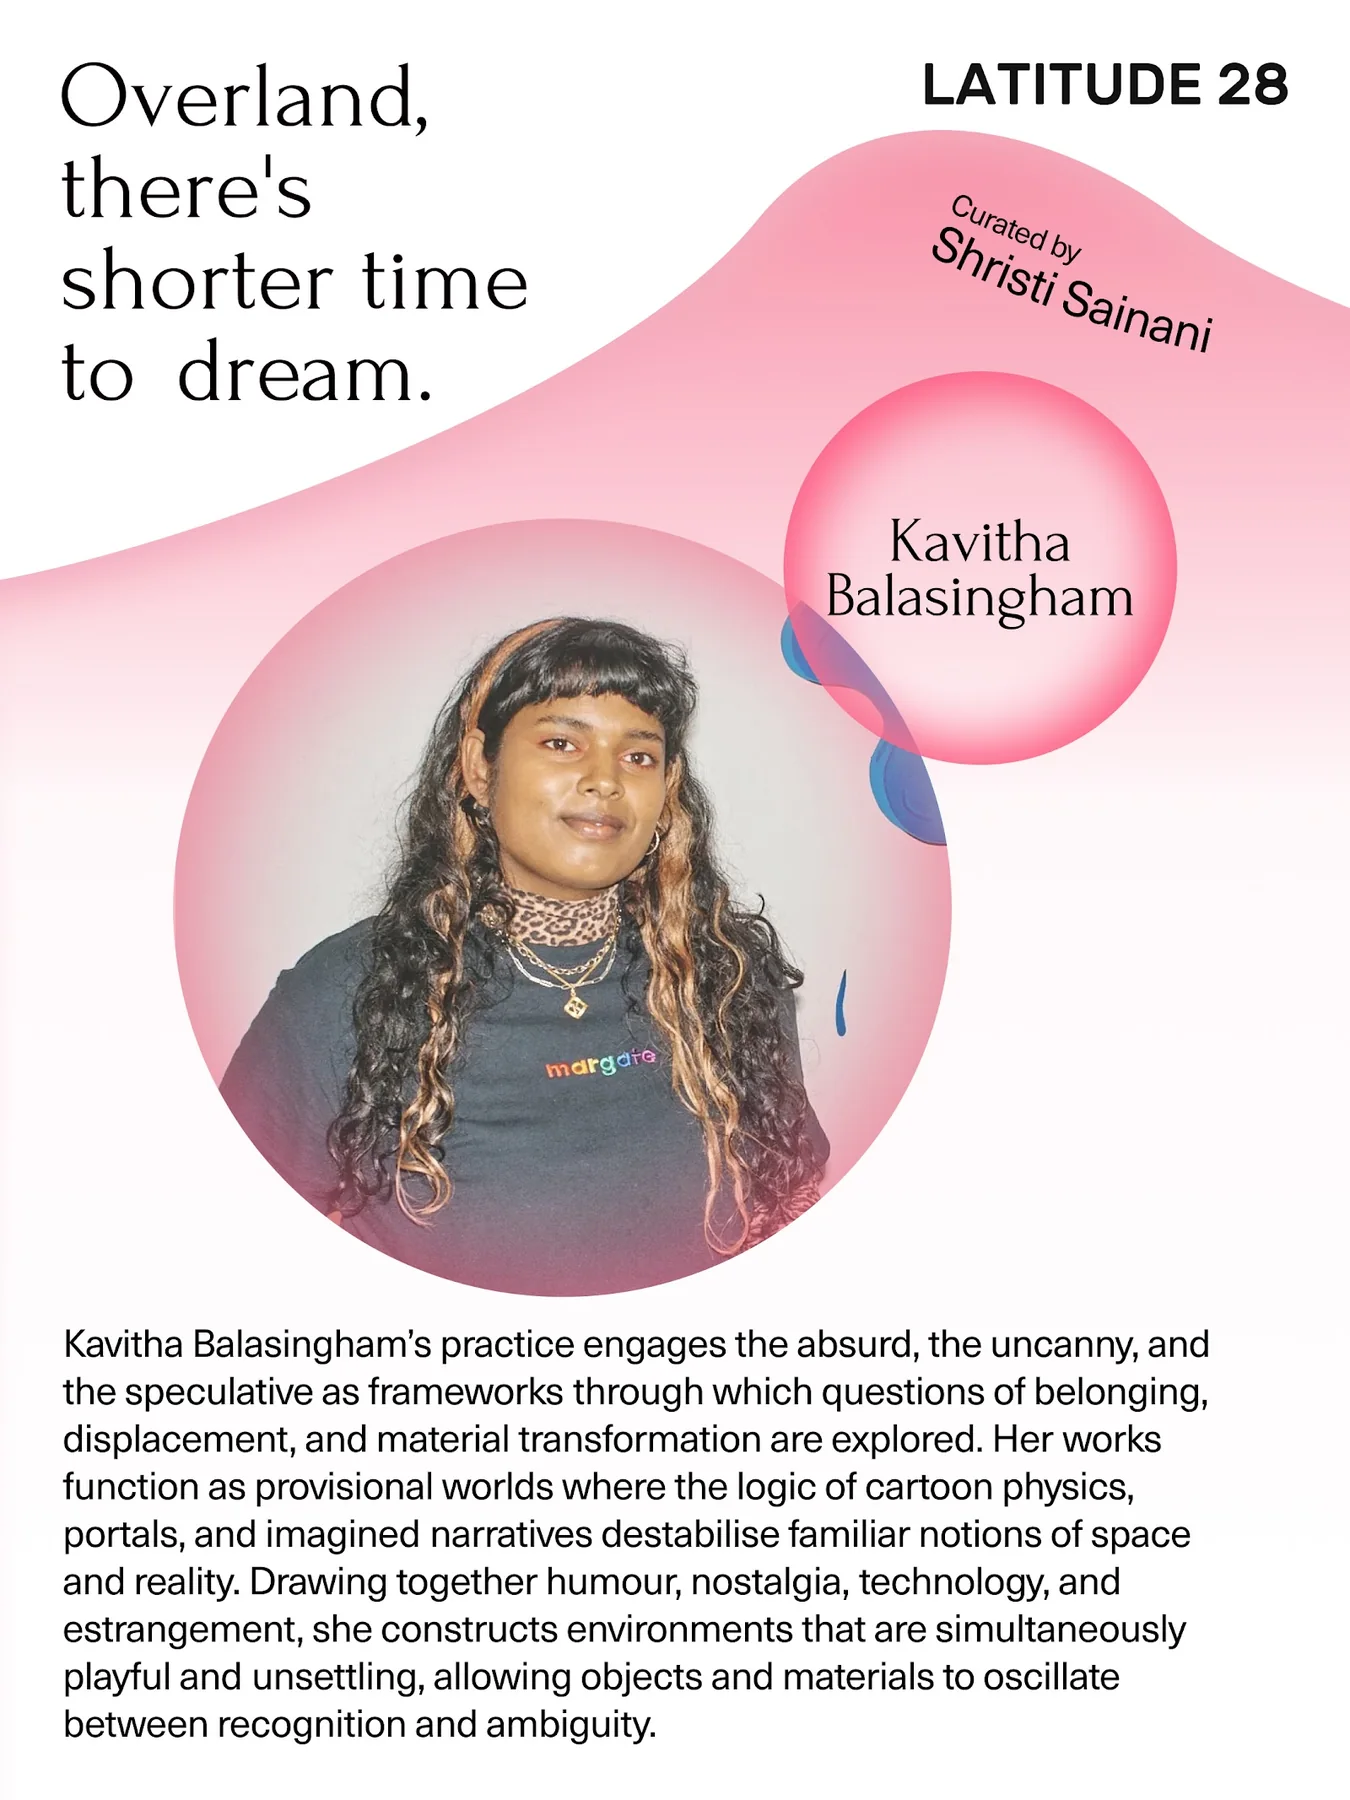 Overland,
there's
shorter time
to dream.
LATITUDE 28
Curated by
Shristi Sainani
Kavitha
Balasingham
margate
Kavitha Balasingham’s practice engages the absurd, the uncanny, and
the speculative as frameworks through which questions of belonging,
displacement, and material transformation are explored. Her works
function as provisional worlds where the logic of cartoon physics,
portals, and imagined narratives destabilise familiar notions of space
and reality. Drawing together humour, nostalgia, technology, and
estrangement, she constructs environments that are simultaneously
playful and unsettling, allowing objects and materials to oscillate
between recognition and ambiguity.